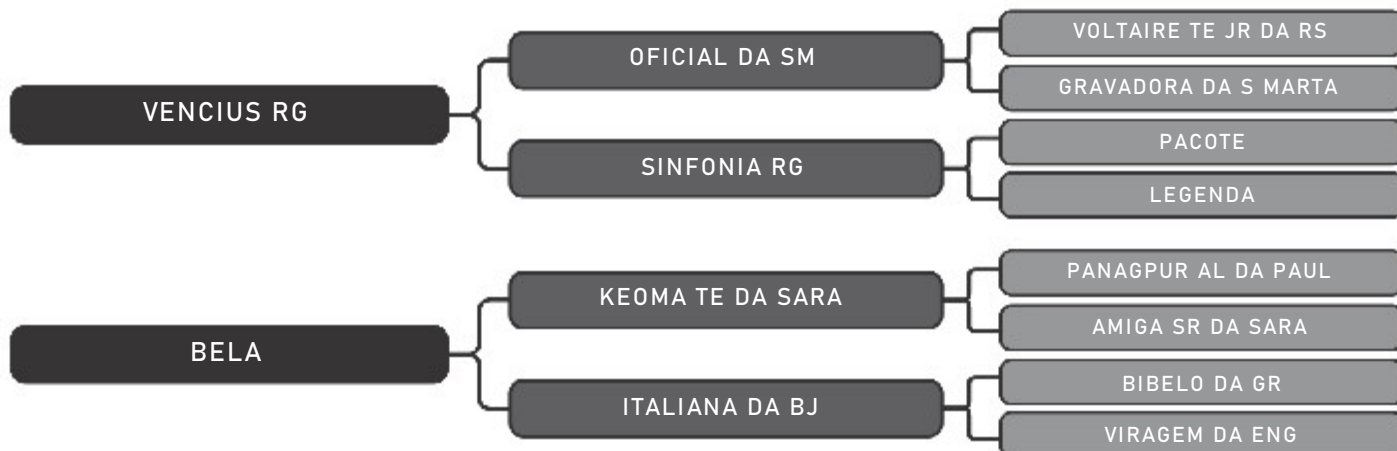 VENCIUS RG
OFICIAL DA SM
VOLTAIRE TE JR DA RS
GRAVADORA DA S MARTA
SINFONIA RG
PACOTE
LEGENDA
BELA
KEOMA TE DA SARA
PANAGPUR AL DA PAUL
AMIGA SR DA SARA
ITALIANA DA BJ
BIBELO DA GR
VIRAGEM DA ENG